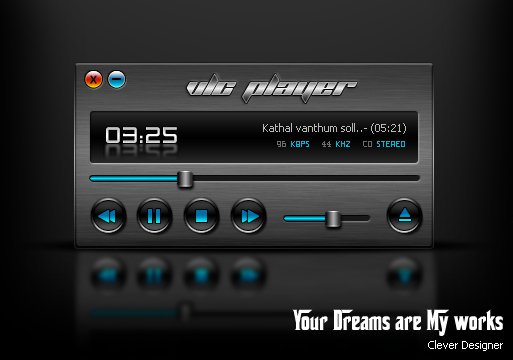 X
vlc player
03:25
Kathal vanthum soll..- (05:21)
96 KBPS 44 KHZ CD STEREO
Your Dreams are My works
Clever Designer